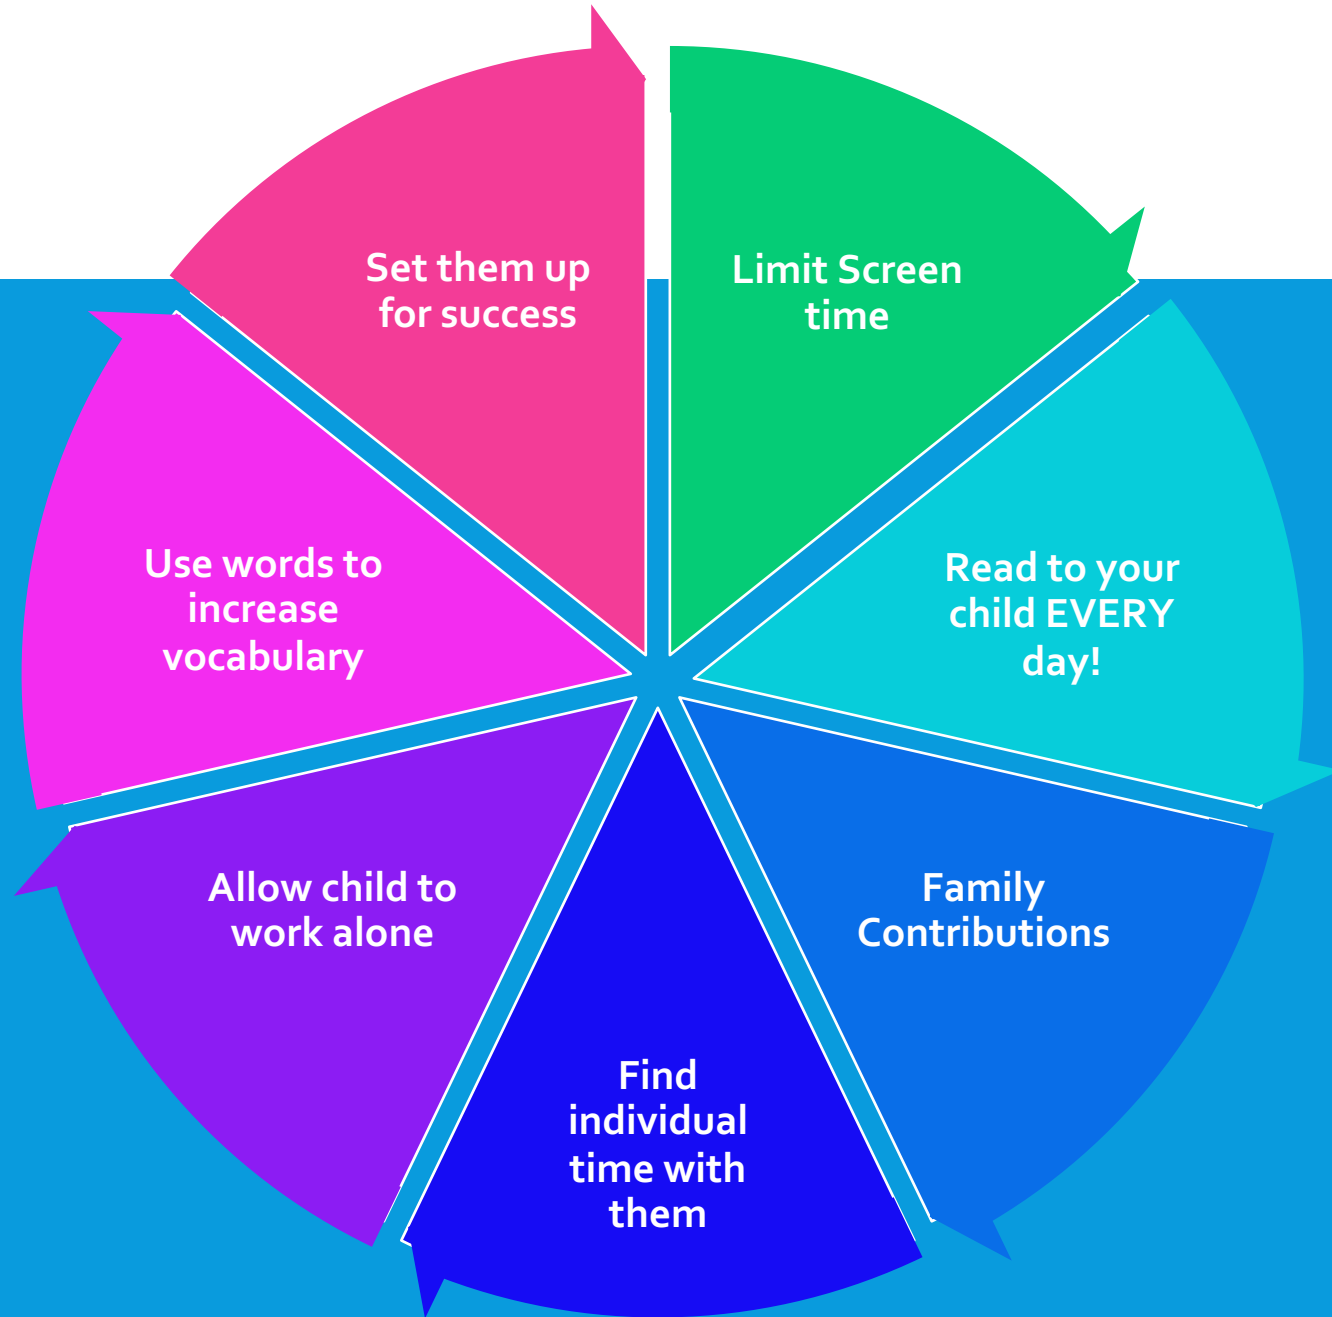 Set them up
for success
Limit Screen
time
Read to your
child EVERY
day!
Family
Contributions
Find
individual
time with
them
Allow child to
work alone
Use words to
increase
vocabulary